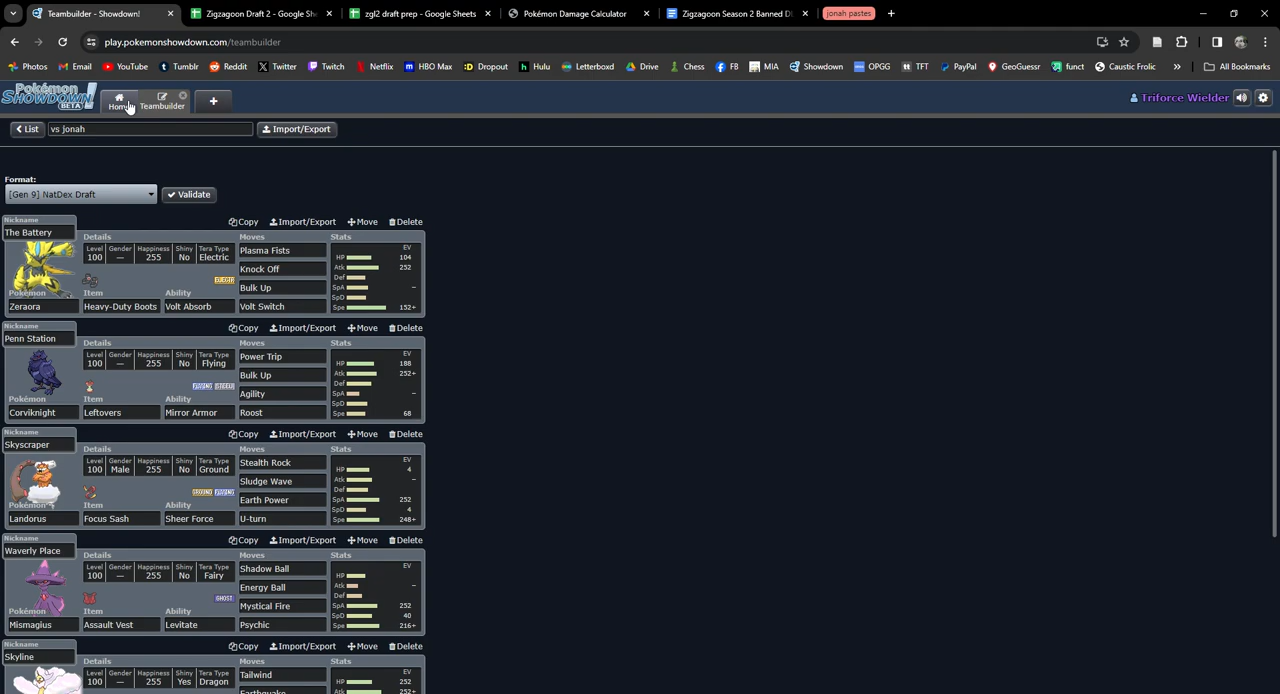 Teambuilder - Showdown!
Zigzagoon Draft 2 - Google She
zgl2 draft prep - Google Sheets
Pokémon Damage Calculator
Zigzagoon Season 2 Banned D
jonah pastes
play.pokemonshowdown.com/teambuilder
Photos
Email
YouTube
Tumblr
Reddit
Twitter
Twitch
Netflix
HBO Max
Dropout
Hulu
Letterboxd
Drive
Chess
FB
MIA
Showdown
OPGG
TFT
PayPal
GeoGuessr
funct
Caustic Frolic
All Bookmarks
Pokémon
SHOWDOWN!
BETA
Home
Teambuilder
Triforce Wielder
List
vs jonah
Import/Export
Format:
[Gen 9] NatDex Draft
Validate
Copy Import/Export Move Delete
Nickname
The Battery
Details
Level Gender Happiness Shiny Tera Type
100 — 255 No Electric
ELECTR
Pokémon Item Ability
Zeraora Heavy-Duty Boots Volt Absorb
Moves
Plasma Fists
Knock Off
Bulk Up
Volt Switch
Stats
EV
HP 104
Atk 252
Def
SpA –
SpD
Spe 152+
Copy Import/Export Move Delete
Nickname
Penn Station
Details
Level Gender Happiness Shiny Tera Type
100 — 255 No Flying
FLYING STEEL
Pokémon Item Ability
Corviknight Leftovers Mirror Armor
Moves
Power Trip
Bulk Up
Agility
Roost
Stats
EV
HP 188
Atk 252+
Def
SpA –
SpD
Spe 68
Copy Import/Export Move Delete
Nickname
Skyscraper
Details
Level Gender Happiness Shiny Tera Type
100 Male 255 No Ground
GROUND FLYING
Pokémon Item Ability
Landorus Focus Sash Sheer Force
Moves
Stealth Rock
Sludge Wave
Earth Power
U-turn
Stats
EV
HP 4
Atk –
Def
SpA 252
SpD 4
Spe 248+
Copy Import/Export Move Delete
Nickname
Waverly Place
Details
Level Gender Happiness Shiny Tera Type
100 — 255 No Fairy
GHOST
Pokémon Item Ability
Mismagius Assault Vest Levitate
Moves
Shadow Ball
Energy Ball
Mystical Fire
Psychic
Stats
EV
HP
Atk –
Def
SpA 252
SpD 40
Spe 216+
Copy Import/Export Move Delete
Nickname
Skyline
Details
Level Gender Happiness Shiny Tera Type
100 — 255 Yes Dragon
Moves
Tailwind
Earthquake
Stats
EV
HP 252
Atk 252+